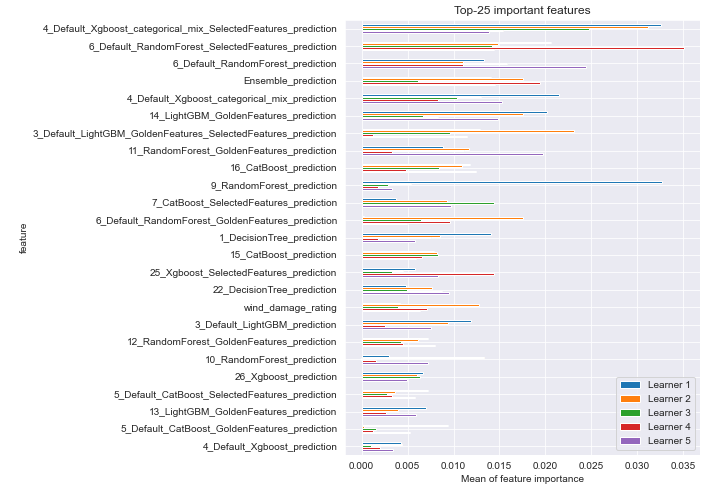 Top-25 important features
4_Default_Xgboost_categorical_mix_SelectedFeatures_prediction
6_Default_RandomForest_SelectedFeatures_prediction
6_Default_RandomForest_prediction
Ensemble_prediction
4_Default_Xgboost_categorical_mix_prediction
14_LightGBM_GoldenFeatures_prediction
3_Default_LightGBM_GoldenFeatures_SelectedFeatures_prediction
11_RandomForest_GoldenFeatures_prediction
16_CatBoost_prediction
9_RandomForest_prediction
7_CatBoost_SelectedFeatures_prediction
6_Default_RandomForest_GoldenFeatures_prediction
1_DecisionTree_prediction
15_CatBoost_prediction
25_Xgboost_SelectedFeatures_prediction
22_DecisionTree_prediction
wind_damage_rating
3_Default_LightGBM_prediction
12_RandomForest_GoldenFeatures_prediction
10_RandomForest_prediction
26_Xgboost_prediction
5_Default_CatBoost_SelectedFeatures_prediction
13_LightGBM_GoldenFeatures_prediction
5_Default_CatBoost_GoldenFeatures_prediction
4_Default_Xgboost_prediction
feature
Learner 1
Learner 2
Learner 3
Learner 4
Learner 5
0.000 0.005 0.010 0.015 0.020 0.025 0.030 0.035
Mean of feature importance